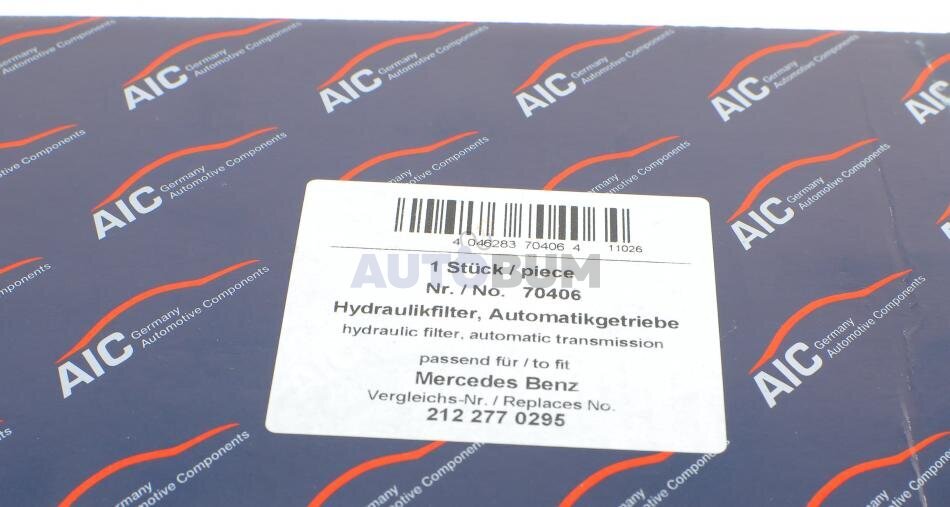 AIC Germany Automotive Components
4 046283 70406 4 11026
1 Stück / piece
Nr. / No. 70406
Hydraulikfilter, Automatikgetriebe
hydraulic filter, automatic transmission
passend für / to fit
Mercedes Benz
Vergleichs-Nr. / Replaces No.
212 277 0295
AUTOBUM